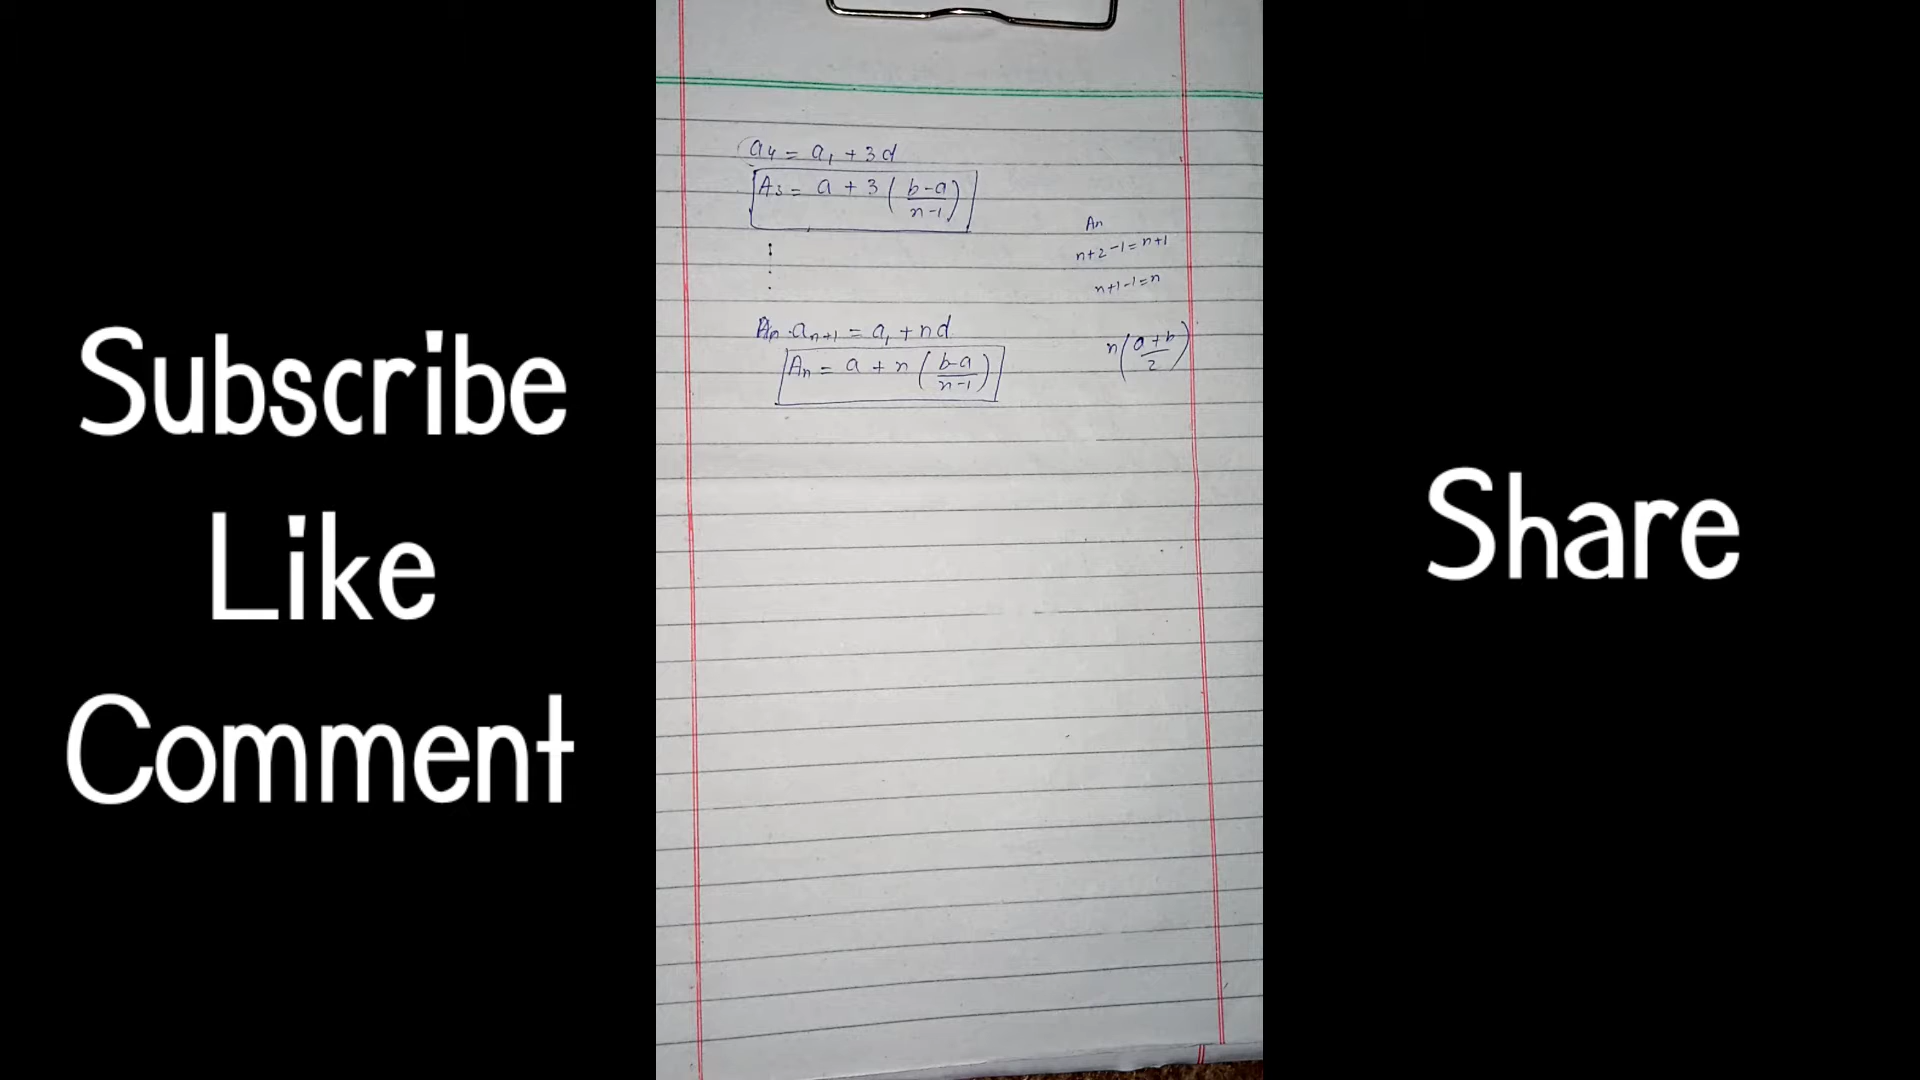 Subscribe
Like
Comment
a₄ = a₁ + 3d
A₃ = a + 3 (b-a / n-1)
An
n+2-1 = n+1
n+1-1 = n
An · aₙ₊₁ = a₁ + nd
An = a + n (b-a / n-1)
n (a+b / 2)
Share